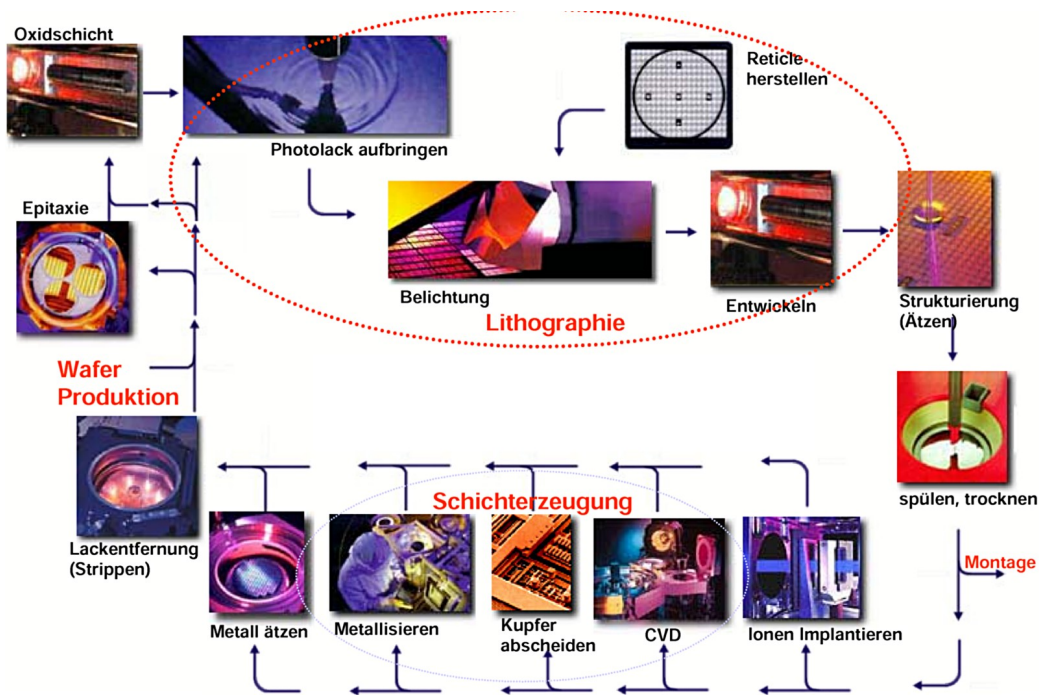 Oxidschicht
Reticle
herstellen
Photolack aufbringen
Epitaxie
Belichtung
Entwickeln
Strukturierung
(Ätzen)
Lithographie
Wafer
Produktion
spülen, trocknen
Schichterzeugung
Lackentfernung
(Strippen)
Montage
Metall ätzen
Metallisieren
Kupfer
abscheiden
CVD
Ionen Implantieren